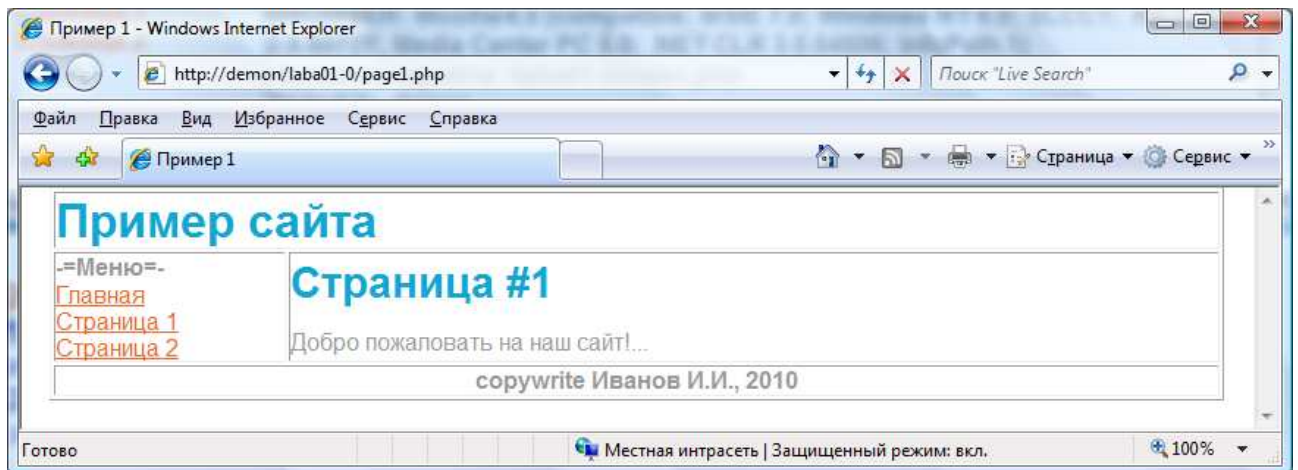 Пример 1 - Windows Internet Explorer
http://demon/laba01-0/page1.php
Поиск "Live Search"
Файл Правка Вид Избранное Сервис Справка
Пример 1
Страница Сервис »
Пример сайта
-=Меню=-
Главная
Страница 1
Страница 2
Страница #1
Добро пожаловать на наш сайт!...
copywrite Иванов И.И., 2010
Готово
Местная интрасеть | Защищенный режим: вкл.
100%